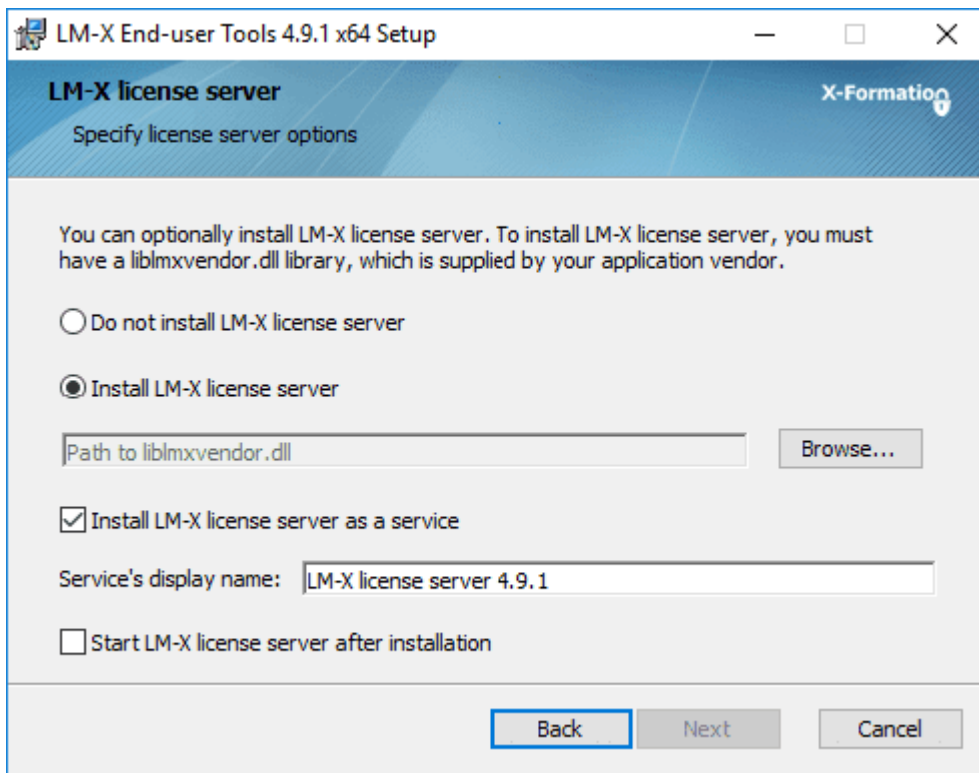 LM-X End-user Tools 4.9.1 x64 Setup
LM-X license server
X-Formation
Specify license server options
You can optionally install LM-X license server. To install LM-X license server, you must
have a liblmxvendor.dll library, which is supplied by your application vendor.
Do not install LM-X license server
Install LM-X license server
Path to liblmxvendor.dll
Browse...
Install LM-X license server as a service
Service's display name: LM-X license server 4.9.1
Start LM-X license server after installation
Back Next Cancel